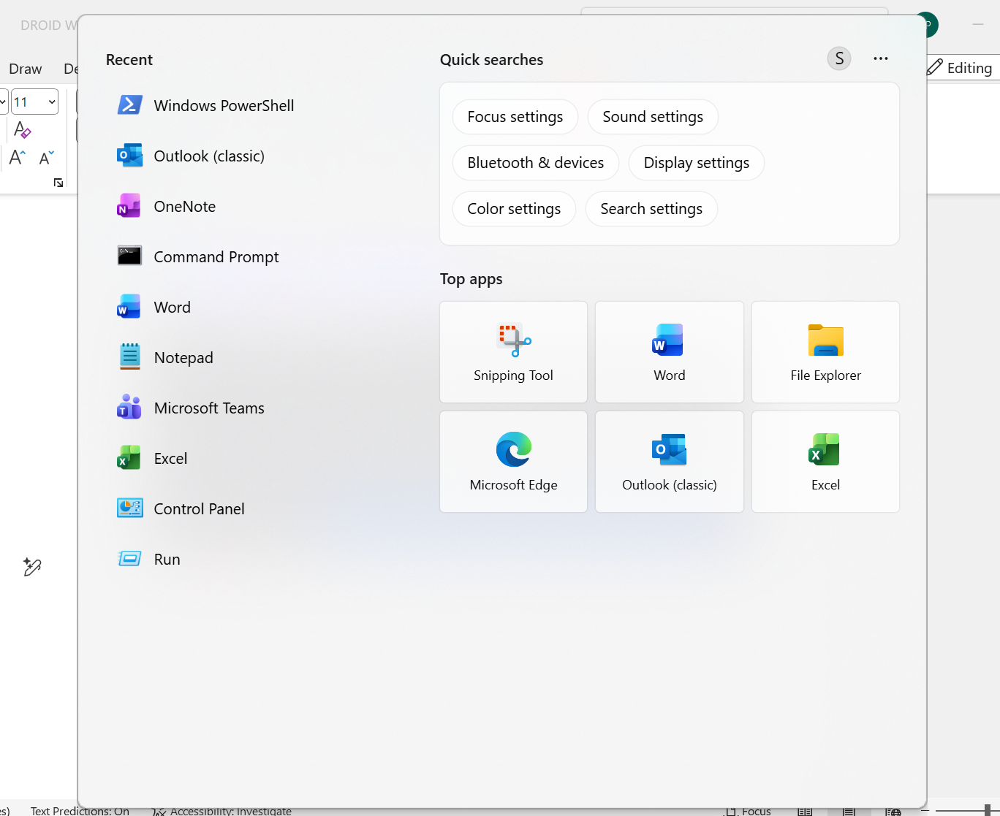 DROID W
P
Draw
De
Editing
11
Recent
Windows PowerShell
Outlook (classic)
OneNote
Command Prompt
Word
Notepad
Microsoft Teams
Excel
Control Panel
Run
Quick searches
S
Focus settings
Sound settings
Bluetooth & devices
Display settings
Color settings
Search settings
Top apps
Snipping Tool
Word
File Explorer
Microsoft Edge
Outlook (classic)
Excel
es)
Text Predictions: On
Accessibility: Investigate
Focus